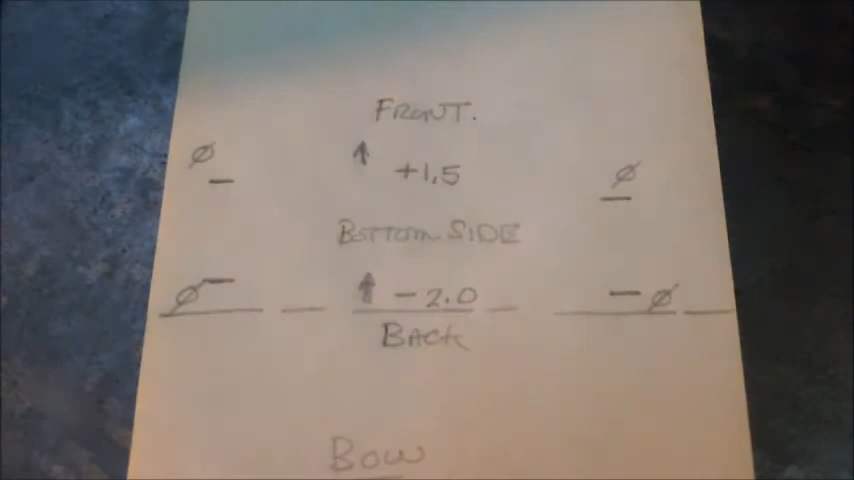 FRONT.
Ø ↑ +1.5 Ø
BOTTOM SIDE
Ø ↑ -2.0 Ø
BACK
BOW